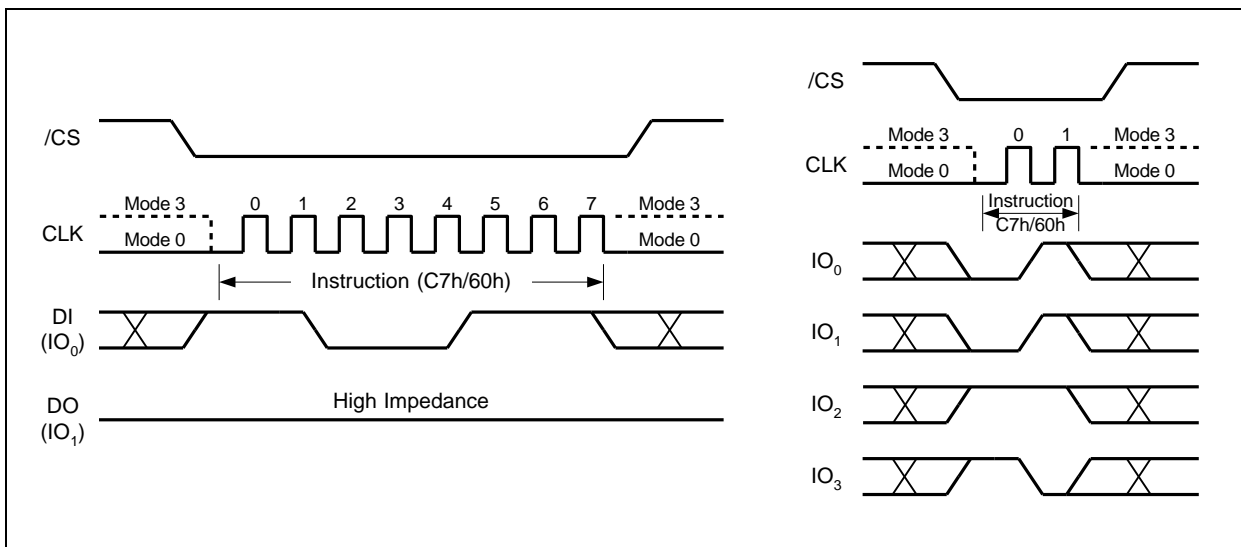 /CS
Mode 3 0 1 2 3 4 5 6 7 Mode 3
CLK
Mode 0 Mode 0
Instruction (C7h/60h)
DI
(IO0)
High Impedance
DO
(IO1)
/CS
Mode 3 0 1 Mode 3
CLK
Mode 0 Mode 0
Instruction
C7h/60h
IO0
IO1
IO2
IO3